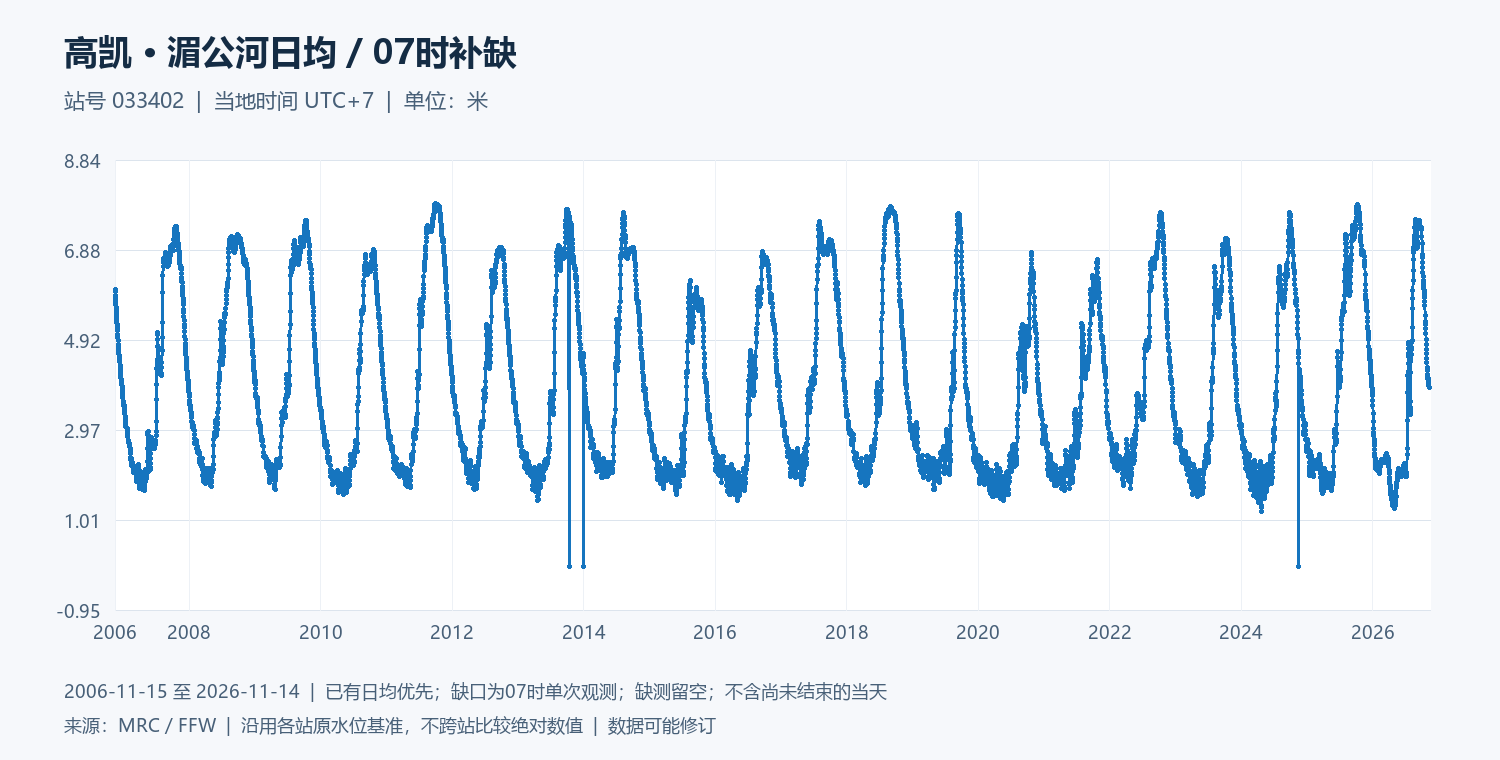 高凯 • 湄公河日均 / 07时补缺
站号 033402 | 当地时间 UTC+7 | 单位：米
8.84
6.88
4.92
2.97
1.01
-0.95
2006 2008 2010 2012 2014 2016 2018 2020 2022 2024 2026
2006-11-15 至 2026-11-14 | 已有日均优先；缺口为07时单次观测；缺测留空；不含尚未结束的当天
来源：MRC / FFW | 沿用各站原水位基准，不跨站比较绝对数值 | 数据可能修订